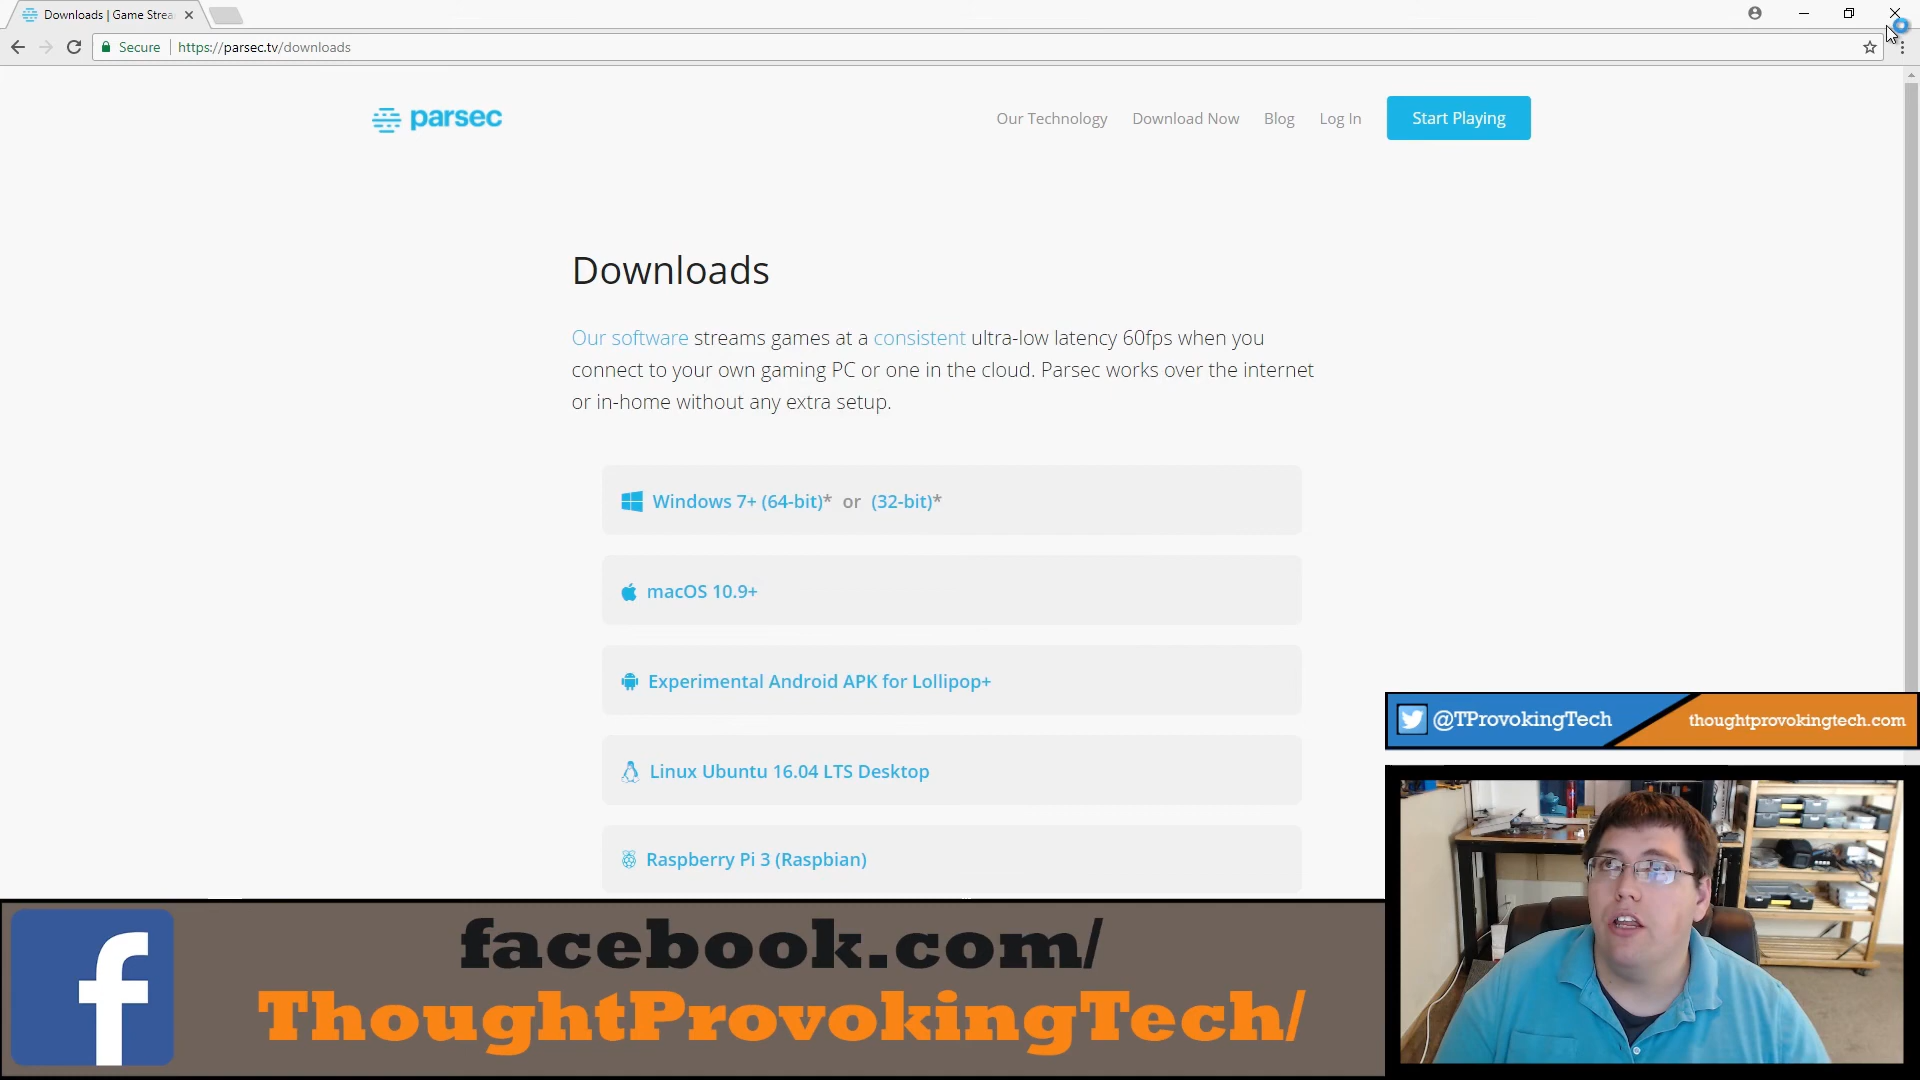 Downloads | Game Strea
Secure
https://parsec.tv/downloads
parsec
Our Technology
Download Now
Blog
Log In
Start Playing
Downloads
Our software streams games at a consistent ultra-low latency 60fps when you
connect to your own gaming PC or one in the cloud. Parsec works over the internet
or in-home without any extra setup.
Windows 7+ (64-bit)* or (32-bit)*
macOS 10.9+
Experimental Android APK for Lollipop+
Linux Ubuntu 16.04 LTS Desktop
Raspberry Pi 3 (Raspbian)
@TProvokingTech
thoughtprovokingtech.com
facebook.com/
ThoughtProvokingTech/